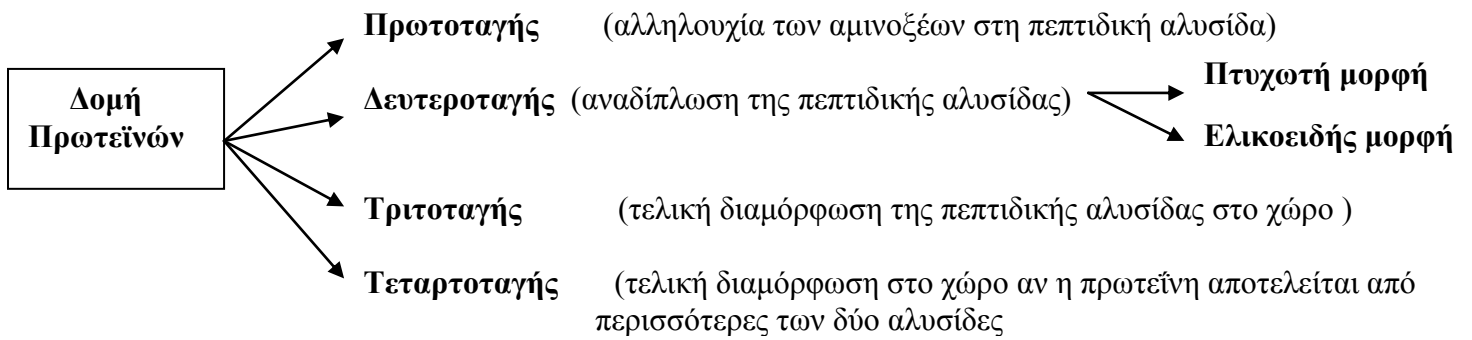 Πρωτοταγής (αλληλουχία των αμινοξέων στη πεπτιδική αλυσίδα)
Πτυχωτή μορφή
Δομή
Πρωτεϊνών
Δευτεροταγής (αναδίπλωση της πεπτιδικής αλυσίδας)
Ελικοειδής μορφή
Τριτοταγής (τελική διαμόρφωση της πεπτιδικής αλυσίδας στο χώρο )
Τεταρτοταγής (τελική διαμόρφωση στο χώρο αν η πρωτεΐνη αποτελείται από
περισσότερες των δύο αλυσίδες